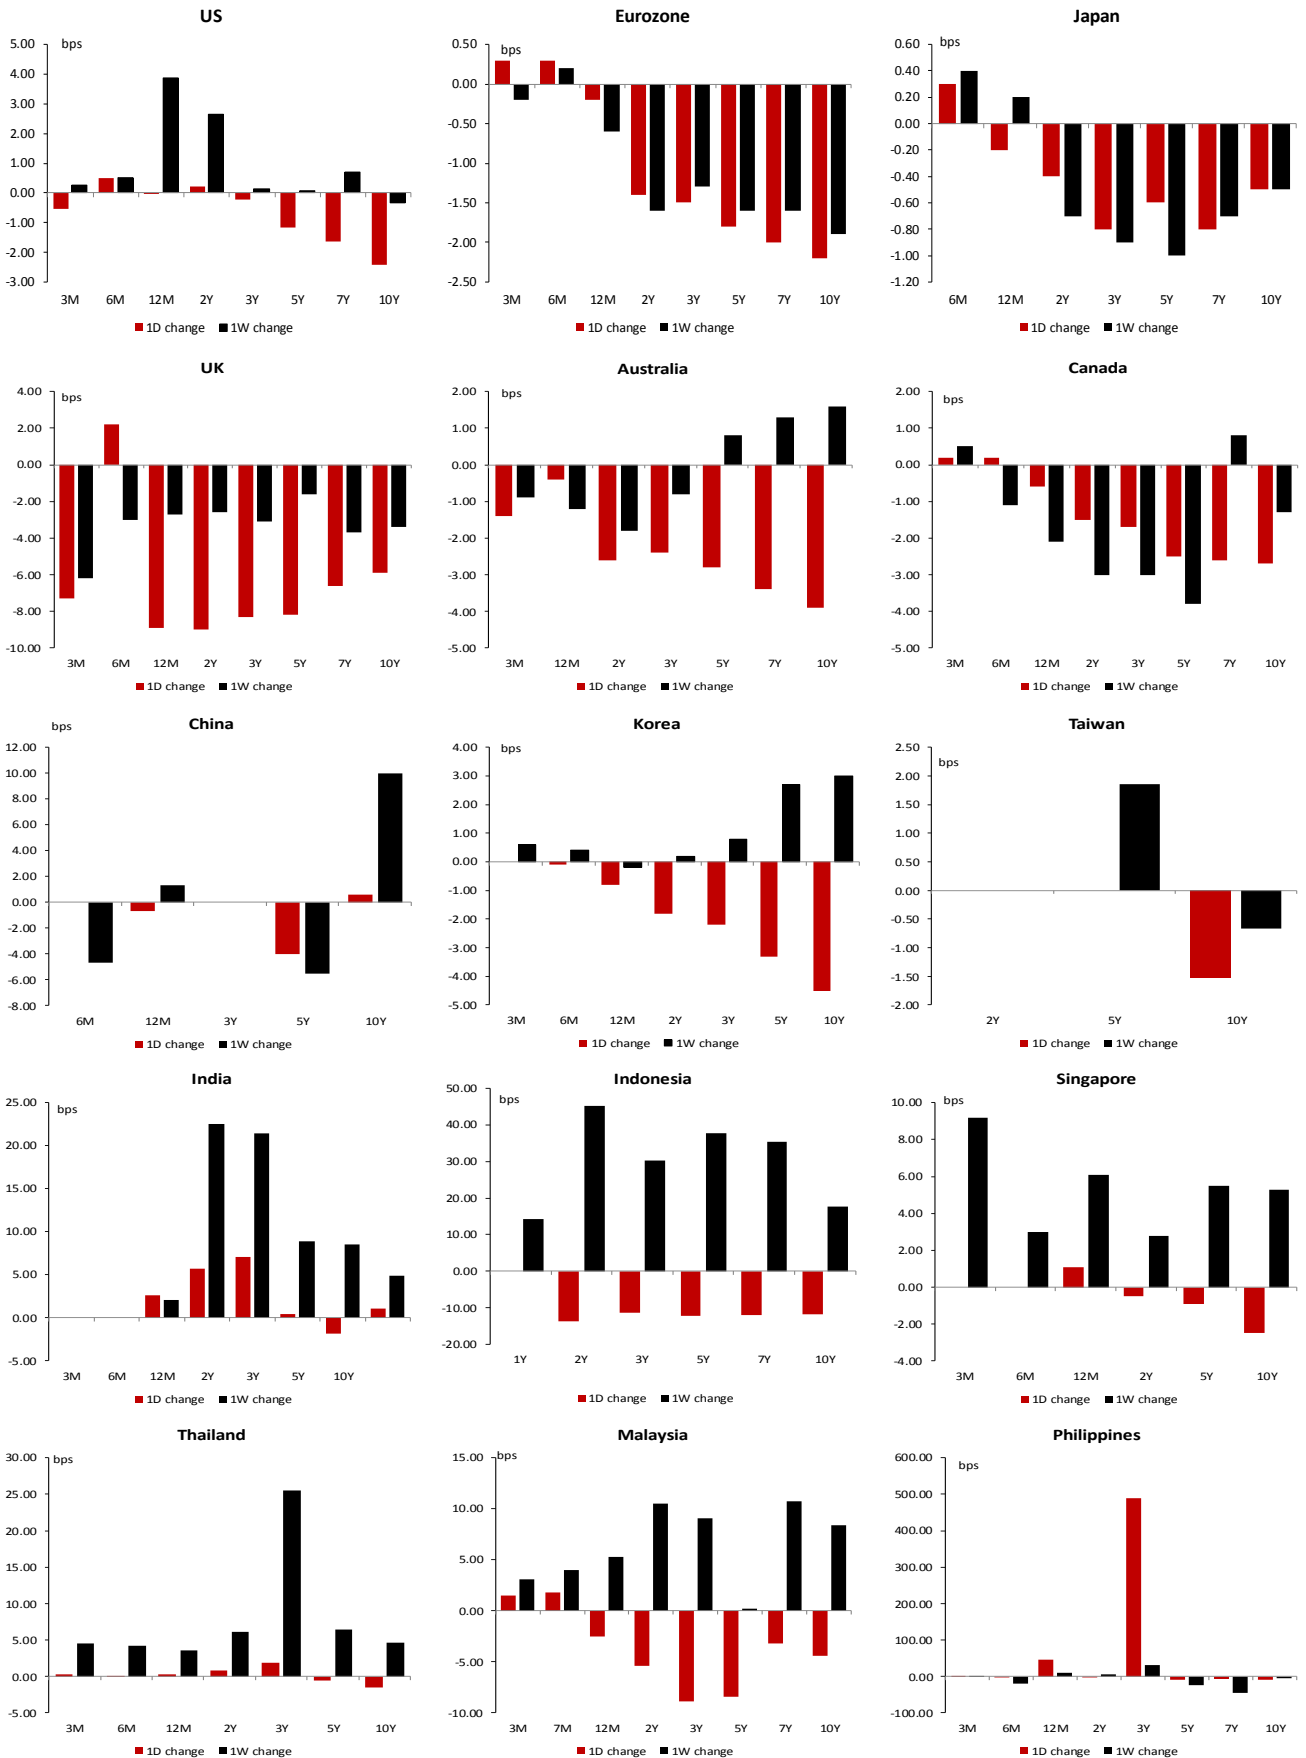 US
bps
5.00
4.00
3.00
2.00
1.00
0.00
-1.00
-2.00
-3.00
3M 6M 12M 2Y 3Y 5Y 7Y 10Y
1D change 1W change
Eurozone
bps
0.50
0.00
-0.50
-1.00
-1.50
-2.00
-2.50
3M 6M 12M 2Y 3Y 5Y 7Y 10Y
1D change 1W change
Japan
bps
0.60
0.40
0.20
0.00
-0.20
-0.40
-0.60
-0.80
-1.00
-1.20
6M 12M 2Y 3Y 5Y 7Y 10Y
1D change 1W change
UK
bps
4.00
2.00
0.00
-2.00
-4.00
-6.00
-8.00
-10.00
3M 6M 12M 2Y 3Y 5Y 7Y 10Y
1D change 1W change
Australia
bps
2.00
1.00
0.00
-1.00
-2.00
-3.00
-4.00
-5.00
3M 12M 2Y 3Y 5Y 7Y 10Y
1D change 1W change
Canada
bps
2.00
1.00
0.00
-1.00
-2.00
-3.00
-4.00
-5.00
3M 6M 12M 2Y 3Y 5Y 7Y 10Y
1D change 1W change
China
bps
12.00
10.00
8.00
6.00
4.00
2.00
0.00
-2.00
-4.00
-6.00
-8.00
6M 12M 3Y 5Y 10Y
1D change 1W change
Korea
bps
4.00
3.00
2.00
1.00
0.00
-1.00
-2.00
-3.00
-4.00
-5.00
3M 6M 12M 2Y 3Y 5Y 10Y
1D change 1W change
Taiwan
bps
2.50
2.00
1.50
1.00
0.50
0.00
-0.50
-1.00
-1.50
-2.00
2Y 5Y 10Y
1D change 1W change
India
bps
25.00
20.00
15.00
10.00
5.00
0.00
-5.00
3M 6M 12M 2Y 3Y 5Y 10Y
1D change 1W change
Indonesia
bps
50.00
40.00
30.00
20.00
10.00
0.00
-10.00
-20.00
1Y 2Y 3Y 5Y 7Y 10Y
1D change 1W change
Singapore
bps
10.00
8.00
6.00
4.00
2.00
0.00
-2.00
-4.00
3M 6M 12M 2Y 5Y 10Y
1D change 1W change
Thailand
bps
30.00
25.00
20.00
15.00
10.00
5.00
0.00
-5.00
3M 6M 12M 2Y 3Y 5Y 10Y
1D change 1W change
Malaysia
bps
15.00
10.00
5.00
0.00
-5.00
-10.00
3M 7M 12M 2Y 3Y 5Y 7Y 10Y
1D change 1W change
Philippines
bps
600.00
500.00
400.00
300.00
200.00
100.00
0.00
-100.00
3M 6M 12M 2Y 3Y 5Y 7Y 10Y
1D change 1W change